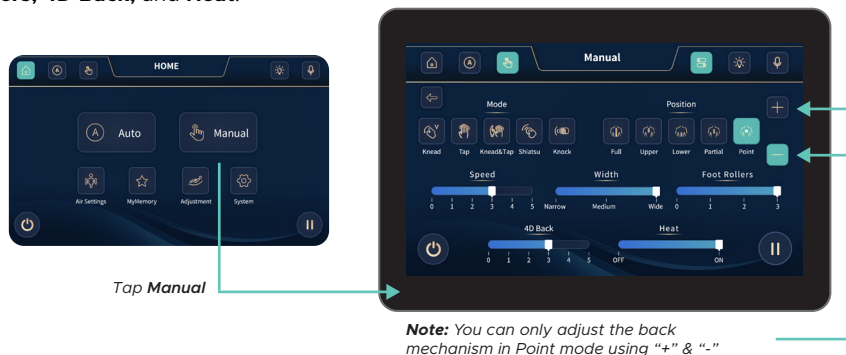 4D Back, and Heat.
HOME
Auto
Manual
Air Settings MyMemory Adjustment System
Tap Manual
Manual
Mode Position
Knead Tap Knead&Tap Shiatsu Knock Full Upper Lower Partial Point
Speed Width Foot Rollers
0 1 2 3 4 5 Narrow Medium Wide 0 1 2 3
4D Back Heat
0 1 2 3 4 5 OFF ON
Note: You can only adjust the back
mechanism in Point mode using “+” & “-”